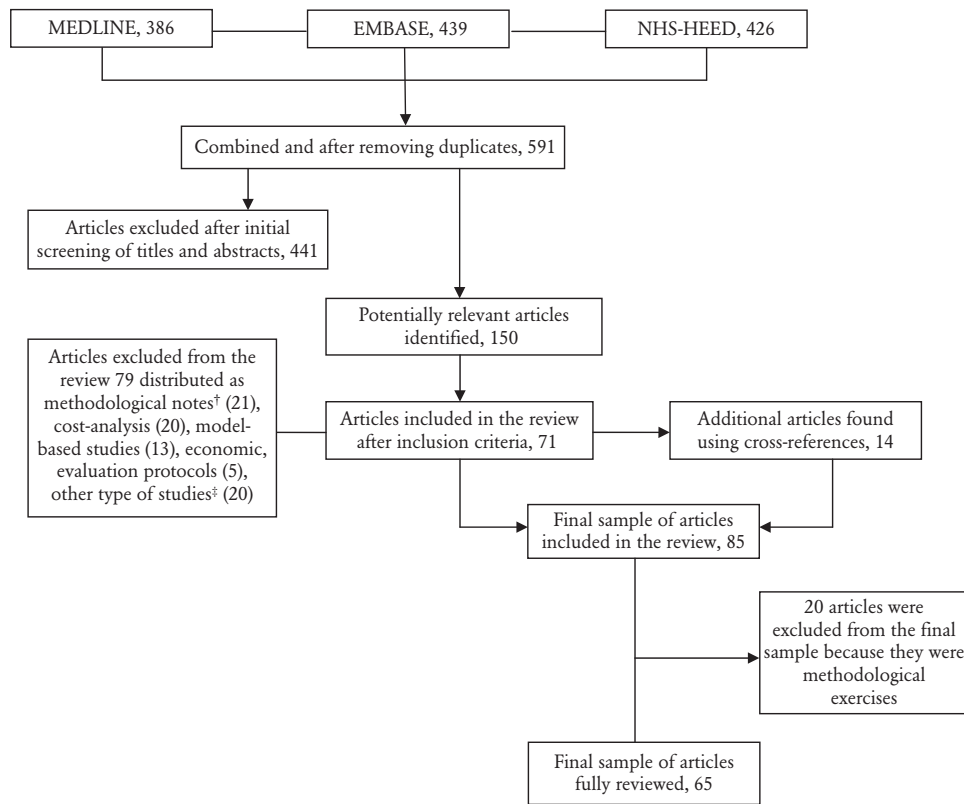 MEDLINE, 386
EMBASE, 439
NHS-HEED, 426
Combined and after removing duplicates, 591
Articles excluded after initial
screening of titles and abstracts, 441
Potentially relevant articles
identified, 150
Articles excluded from the
review 79 distributed as
methodological notes† (21),
cost-analysis (20), model-
based studies (13), economic,
evaluation protocols (5),
other type of studies‡ (20)
Articles included in the review
after inclusion criteria, 71
Additional articles found
using cross-references, 14
Final sample of articles
included in the review, 85
20 articles were
excluded from the final
sample because they were
methodological
exercises
Final sample of articles
fully reviewed, 65